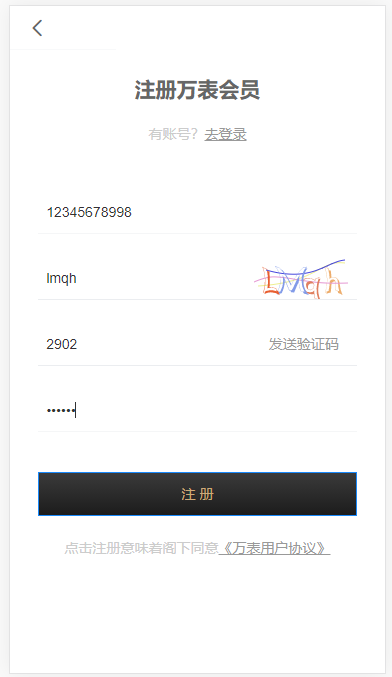 注册万表会员
有账号？去登录
12345678998
lmqh
LMqh
2902
发送验证码
••••••
注 册
点击注册意味着阁下同意《万表用户协议》